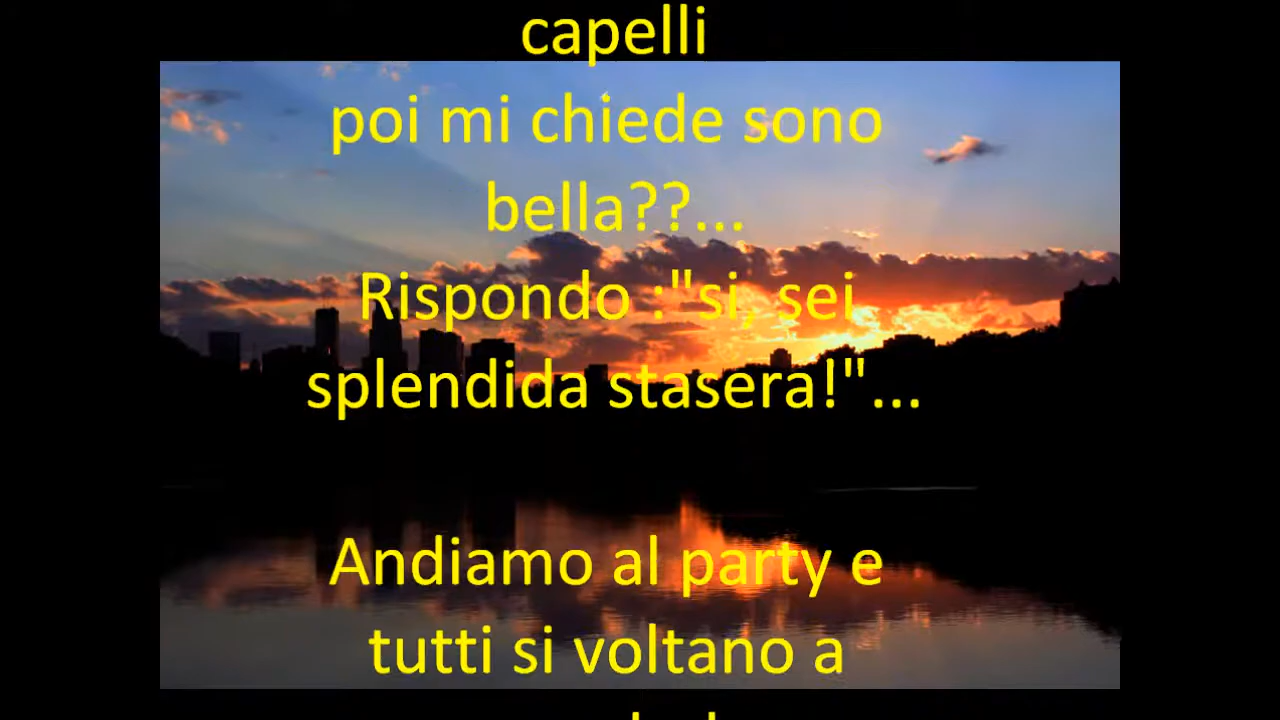 capelli
poi mi chiede sono
bella??...
Rispondo :"si, sei
splendida stasera!"...
Andiamo al party e
tutti si voltano a